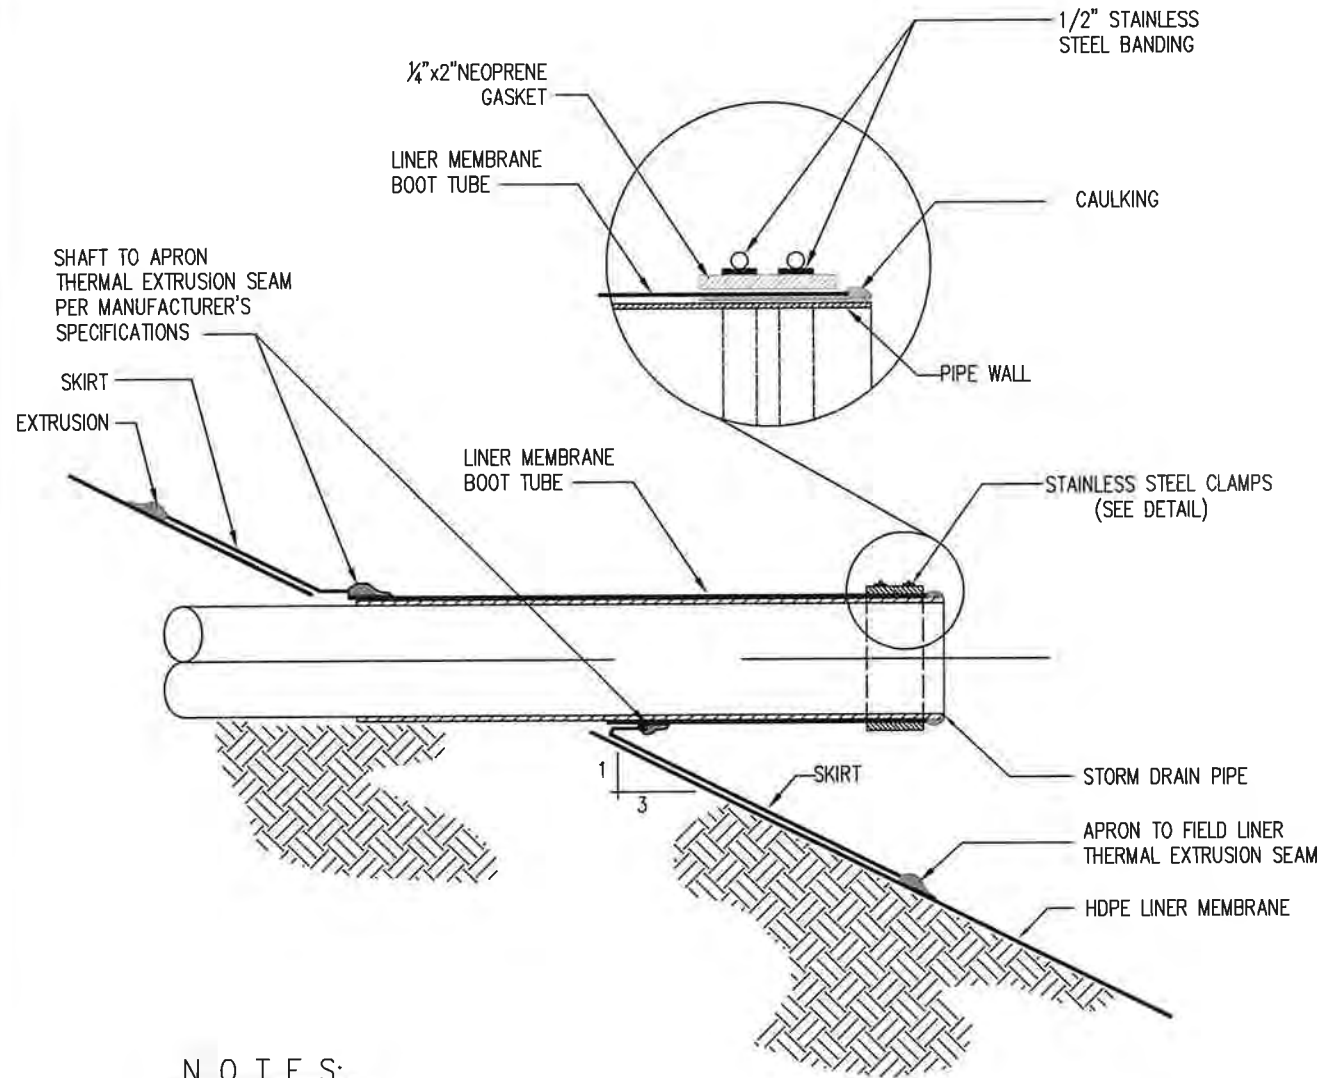 1/2" STAINLESS
STEEL BANDING
1/4"x2"NEOPRENE
GASKET
LINER MEMBRANE
BOOT TUBE
CAULKING
SHAFT TO APRON
THERMAL EXTRUSION SEAM
PER MANUFACTURER'S
SPECIFICATIONS
PIPE WALL
SKIRT
EXTRUSION
LINER MEMBRANE
BOOT TUBE
STAINLESS STEEL CLAMPS
(SEE DETAIL)
1
3
SKIRT
STORM DRAIN PIPE
APRON TO FIELD LINER
THERMAL EXTRUSION SEAM
HDPE LINER MEMBRANE
NOTES: